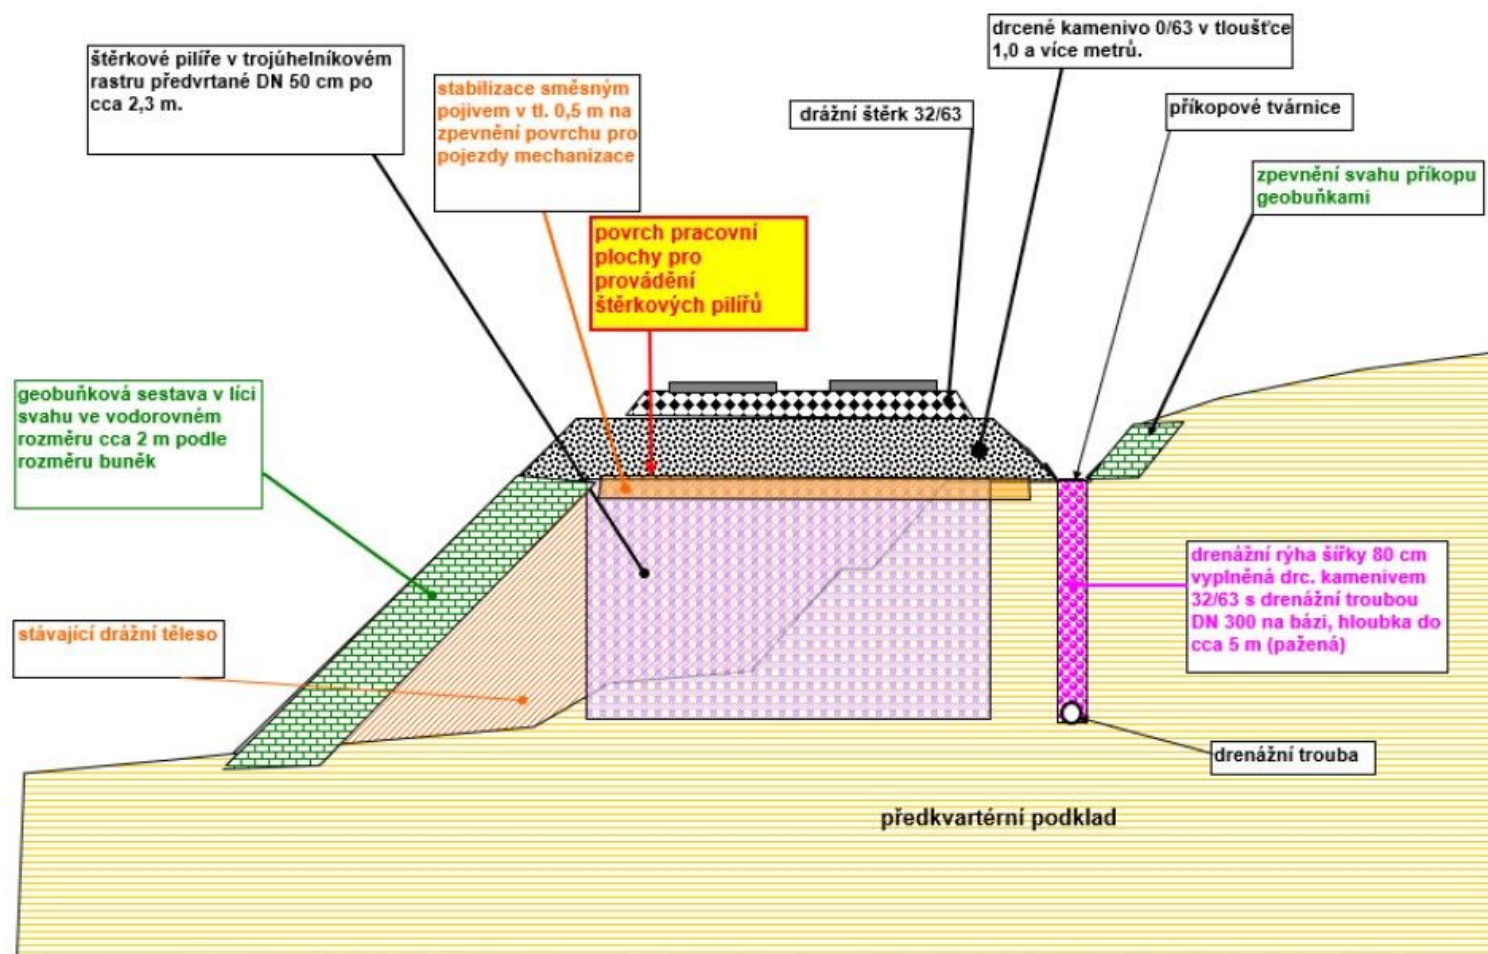 štěrkové pilíře v trojúhelníkovém
rastru předvrtané DN 50 cm po
cca 2,3 m.
stabilizace směsným
pojivem v tl. 0,5 m na
zpevnění povrchu pro
pojezdy mechanizace
drcené kamenivo 0/63 v tloušťce
1,0 a více metrů.
drážní štěrk 32/63
příkopové tvárnice
zpevnění svahu příkopu
geobuňkami
povrch pracovní
plochy pro
provádění
štěrkových pilířů
geobuňková sestava v líci
svahu ve vodorovném
rozměru cca 2 m podle
rozměru buněk
drenážní rýha šířky 80 cm
vyplněná drc. kamenivem
32/63 s drenážní troubou
DN 300 na bázi, hloubka do
cca 5 m (pažená)
stávající drážní těleso
drenážní trouba
předkvartérní podklad